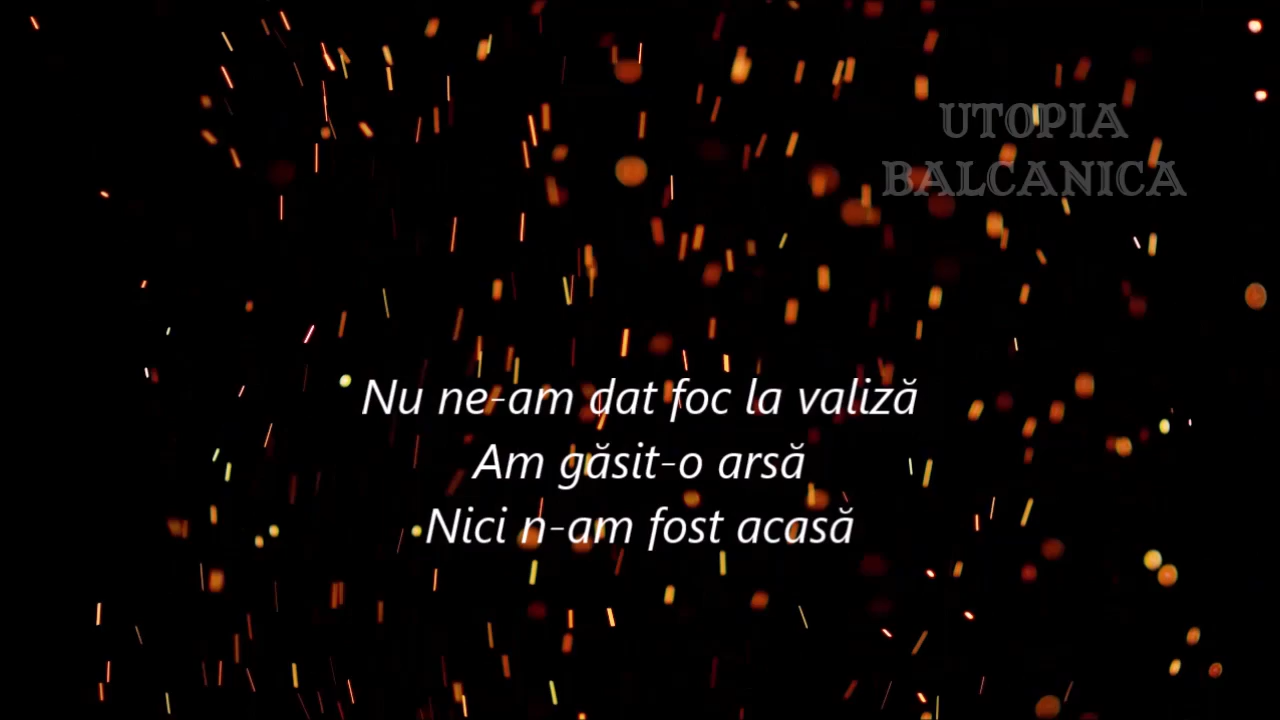 UTOPIA
BALCANICA
Nu ne-am dat foc la valiză
Am găsit-o arsă
Nici n-am fost acasă